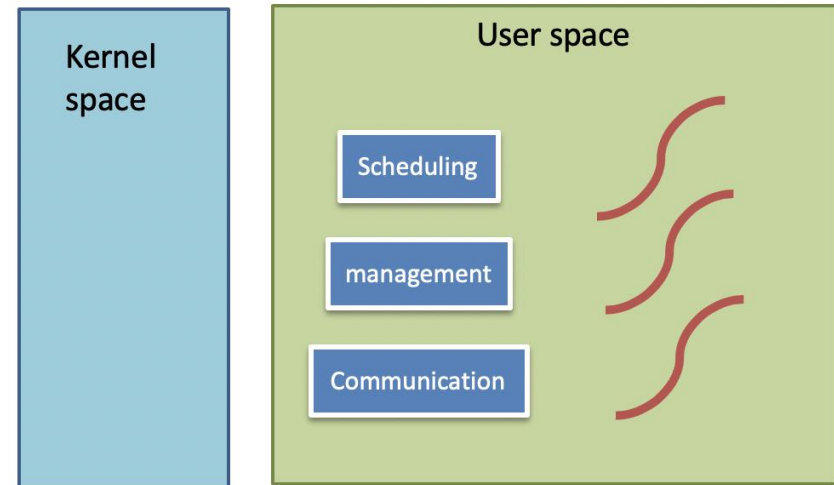 Kernel
space
User space
Scheduling
management
Communication